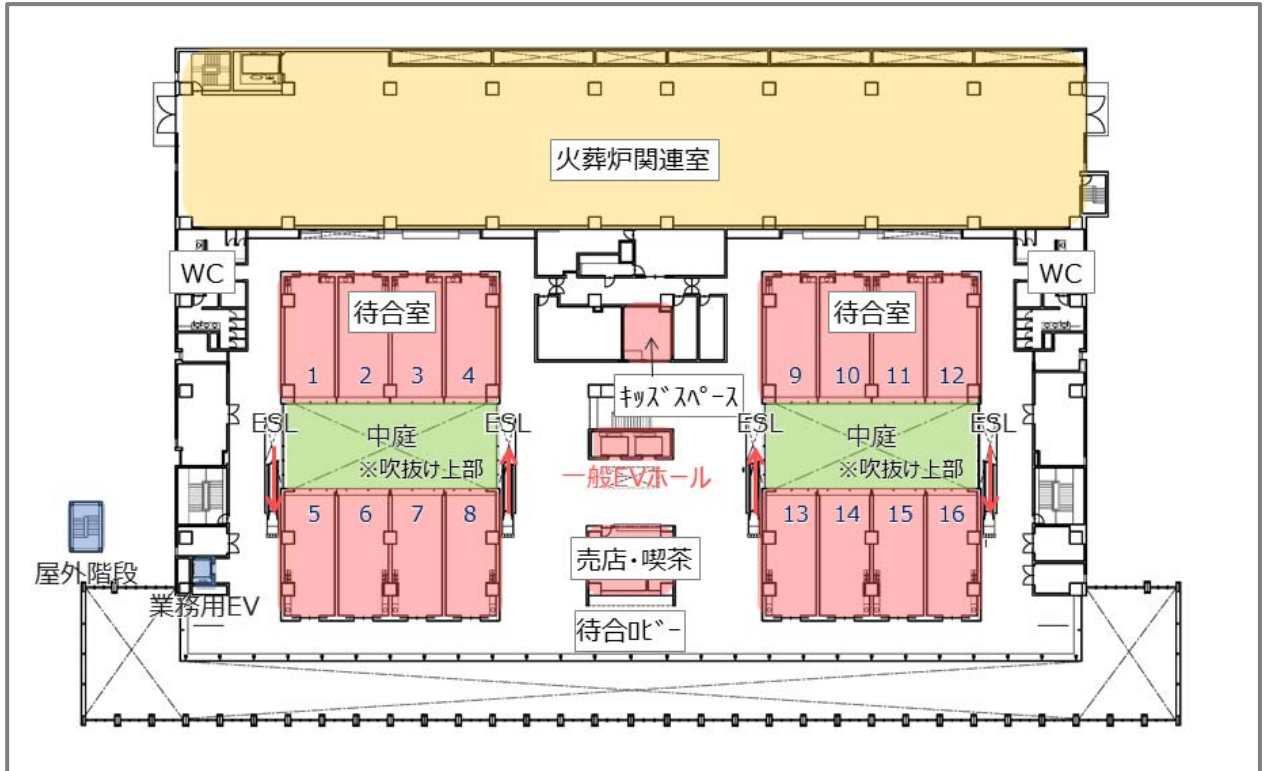 火葬炉関連室
WC
WC
待合室
待合室
1 2 3 4
9 10 11 12
キッズスペース
ESL
ESL
ESL
ESL
中庭
※吹抜け上部
中庭
※吹抜け上部
一般EVホール
5 6 7 8
13 14 15 16
売店・喫茶
屋外階段
業務用EV
待合ロビー